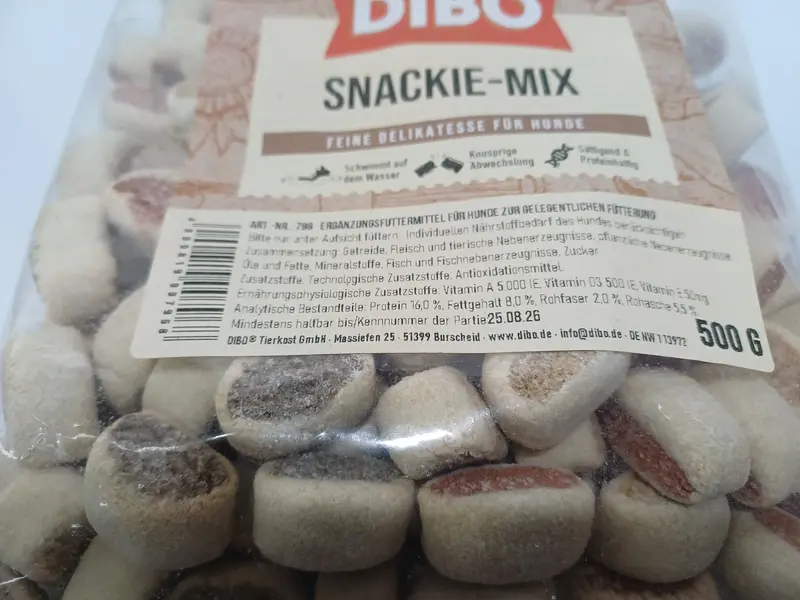 DIBO
SNACKIE-MIX
FEINE DELIKATESSE FÜR HUNDE
Schwimmt auf
dem Wasser
Knusprige
Abwechslung
Sättigend &
Proteinhaltig
ART.-NR.: 796 ERGÄNZUNGSFUTTERMITTEL FÜR HUNDE ZUR GELEGENTLICHEN FÜTTERUNG
Bitte nur unter Aufsicht füttern. Individuellen Nährstoffbedarf des Hundes berücksichtigen.
Zusammensetzung: Getreide, Fleisch und tierische Nebenerzeugnisse, pflanzliche Nebenerzeugnisse
Öle und Fette, Mineralstoffe, Fisch und Fischnebenerzeugnisse, Zucker
Zusatzstoffe: Technologische Zusatzstoffe: Antioxidationsmittel.
Ernährungsphysiologische Zusatzstoffe: Vitamin A 5.000 IE, Vitamin D3 500 IE, Vitamin E 50mg
Analytische Bestandteile: Protein 16,0 %, Fettgehalt 8,0 %, Rohfaser 2,0 %, Rohasche 5,5 %
Mindestens haltbar bis/Kennnummer der Partie 25.08.26
DIBO® Tierkost GmbH · Massiefen 25 · 51399 Burscheid · www.dibo.de · info@dibo.de · DE NW 113972
500 G